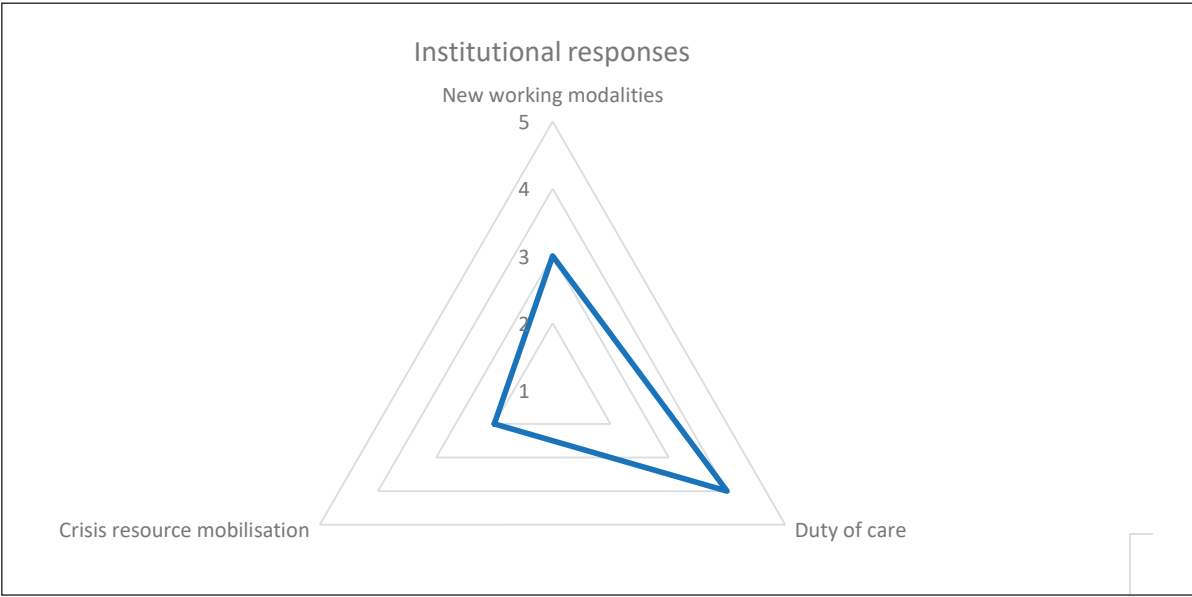 Institutional responses
New working modalities
5
4
3
2
1
Crisis resource mobilisation
Duty of care